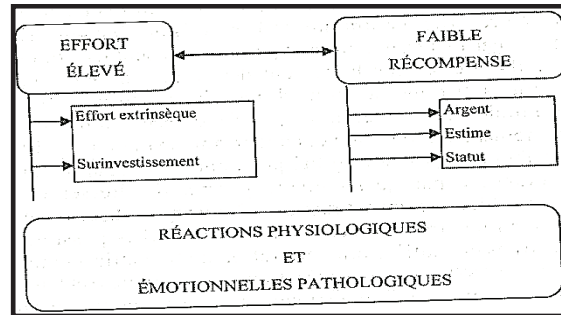 EFFORT
ÉLEVÉ
FAIBLE
RÉCOMPENSE
Effort extrinsèque
Surinvestissement
Argent
Estime
Statut
RÉACTIONS PHYSIOLOGIQUES
ET
ÉMOTIONNELLES PATHOLOGIQUES